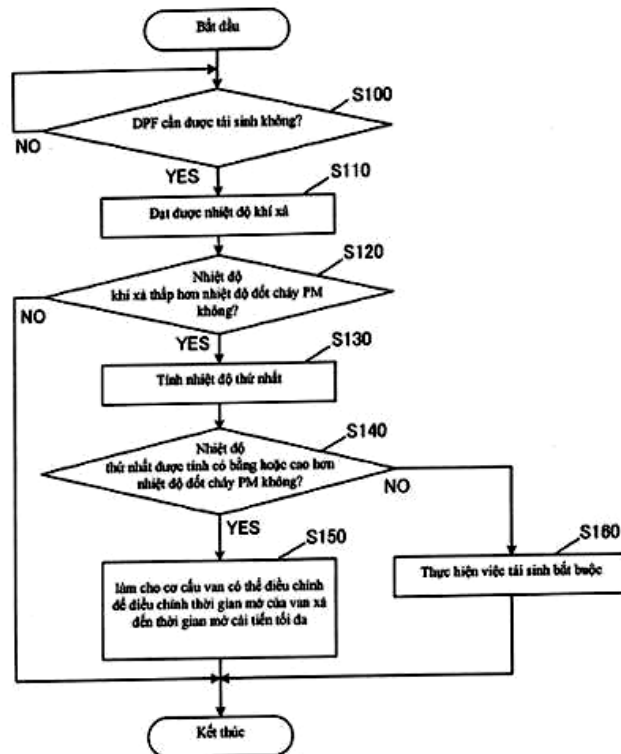 Bắt đầu
S100
DPF cần được tái sinh không?
NO
YES
S110
Đạt được nhiệt độ khí xả
S120
Nhiệt độ
khí xả thấp hơn nhiệt độ đốt cháy PM
không?
NO
YES
S130
Tính nhiệt độ thứ nhất
S140
Nhiệt độ
thứ nhất được tính có bằng hoặc cao hơn
nhiệt độ đốt cháy PM không?
NO
YES
S150
làm cho cơ cấu van có thể điều chỉnh
để điều chỉnh thời gian mở của van xả
đến thời gian mở cải tiến tối đa
S160
Thực hiện việc tái sinh bắt buộc
Kết thúc